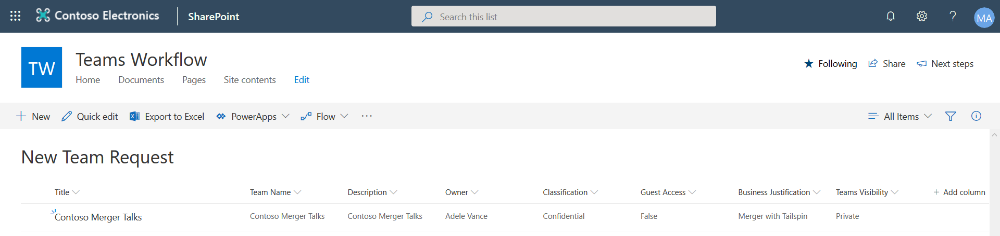 Contoso Electronics SharePoint Search this list ? MA
TW
Teams Workflow
Home Documents Pages Site contents Edit
Following Share Next steps
+ New Quick edit Export to Excel PowerApps Flow ... All Items
New Team Request
Title Team Name Description Owner Classification Guest Access Business Justification Teams Visibility + Add column
Contoso Merger Talks Contoso Merger Talks Contoso Merger Talks Adele Vance Confidential False Merger with Tailspin Private